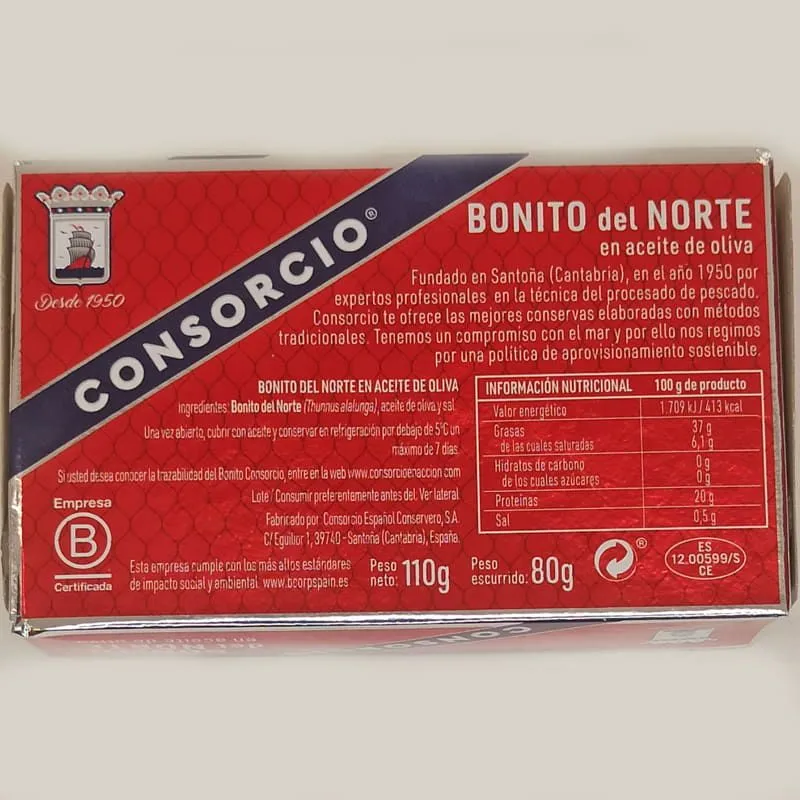 Desde 1950
CONSORCIO®
BONITO del NORTE
en aceite de oliva
Fundado en Santoña (Cantabria), en el año 1950 por
expertos profesionales en la técnica del procesado de pescado.
Consorcio te ofrece las mejores conservas elaboradas con métodos
tradicionales. Tenemos un compromiso con el mar y por ello nos regimos
por una política de aprovisionamiento sostenible.
BONITO DEL NORTE EN ACEITE DE OLIVA
Ingredientes: Bonito del Norte (Thunnus alalunga), aceite de oliva y sal.
Una vez abierto, cubrir con aceite y conservar en refrigeración por debajo de 5°C un
máximo de 7 días.
Si usted desea conocer la trazabilidad del Bonito Consorcio, entre en la web www.consorcioenaccion.com
Lote / Consumir preferentemente antes del: Ver lateral
Fabricado por: Consorcio Español Conservero, S.A.
C/ Eguilior 1, 39740 - Santoña (Cantabria), España.
INFORMACIÓN NUTRICIONAL 100 g de producto
Valor energético 1.709 kJ / 413 kcal
Grasas 37 g
de las cuales saturadas 6,1 g
Hidratos de carbono 0 g
de los cuales azúcares 0 g
Proteínas 20 g
Sal 0,5 g
Empresa
B
Certificada
Esta empresa cumple con los más altos estándares
de impacto social y ambiental. www.bcorpspain.es
Peso
neto: 110g
Peso
escurrido: 80g
®
ES
12.00599/S
CE
CONSORC
del NORTE
en aceite de oliva